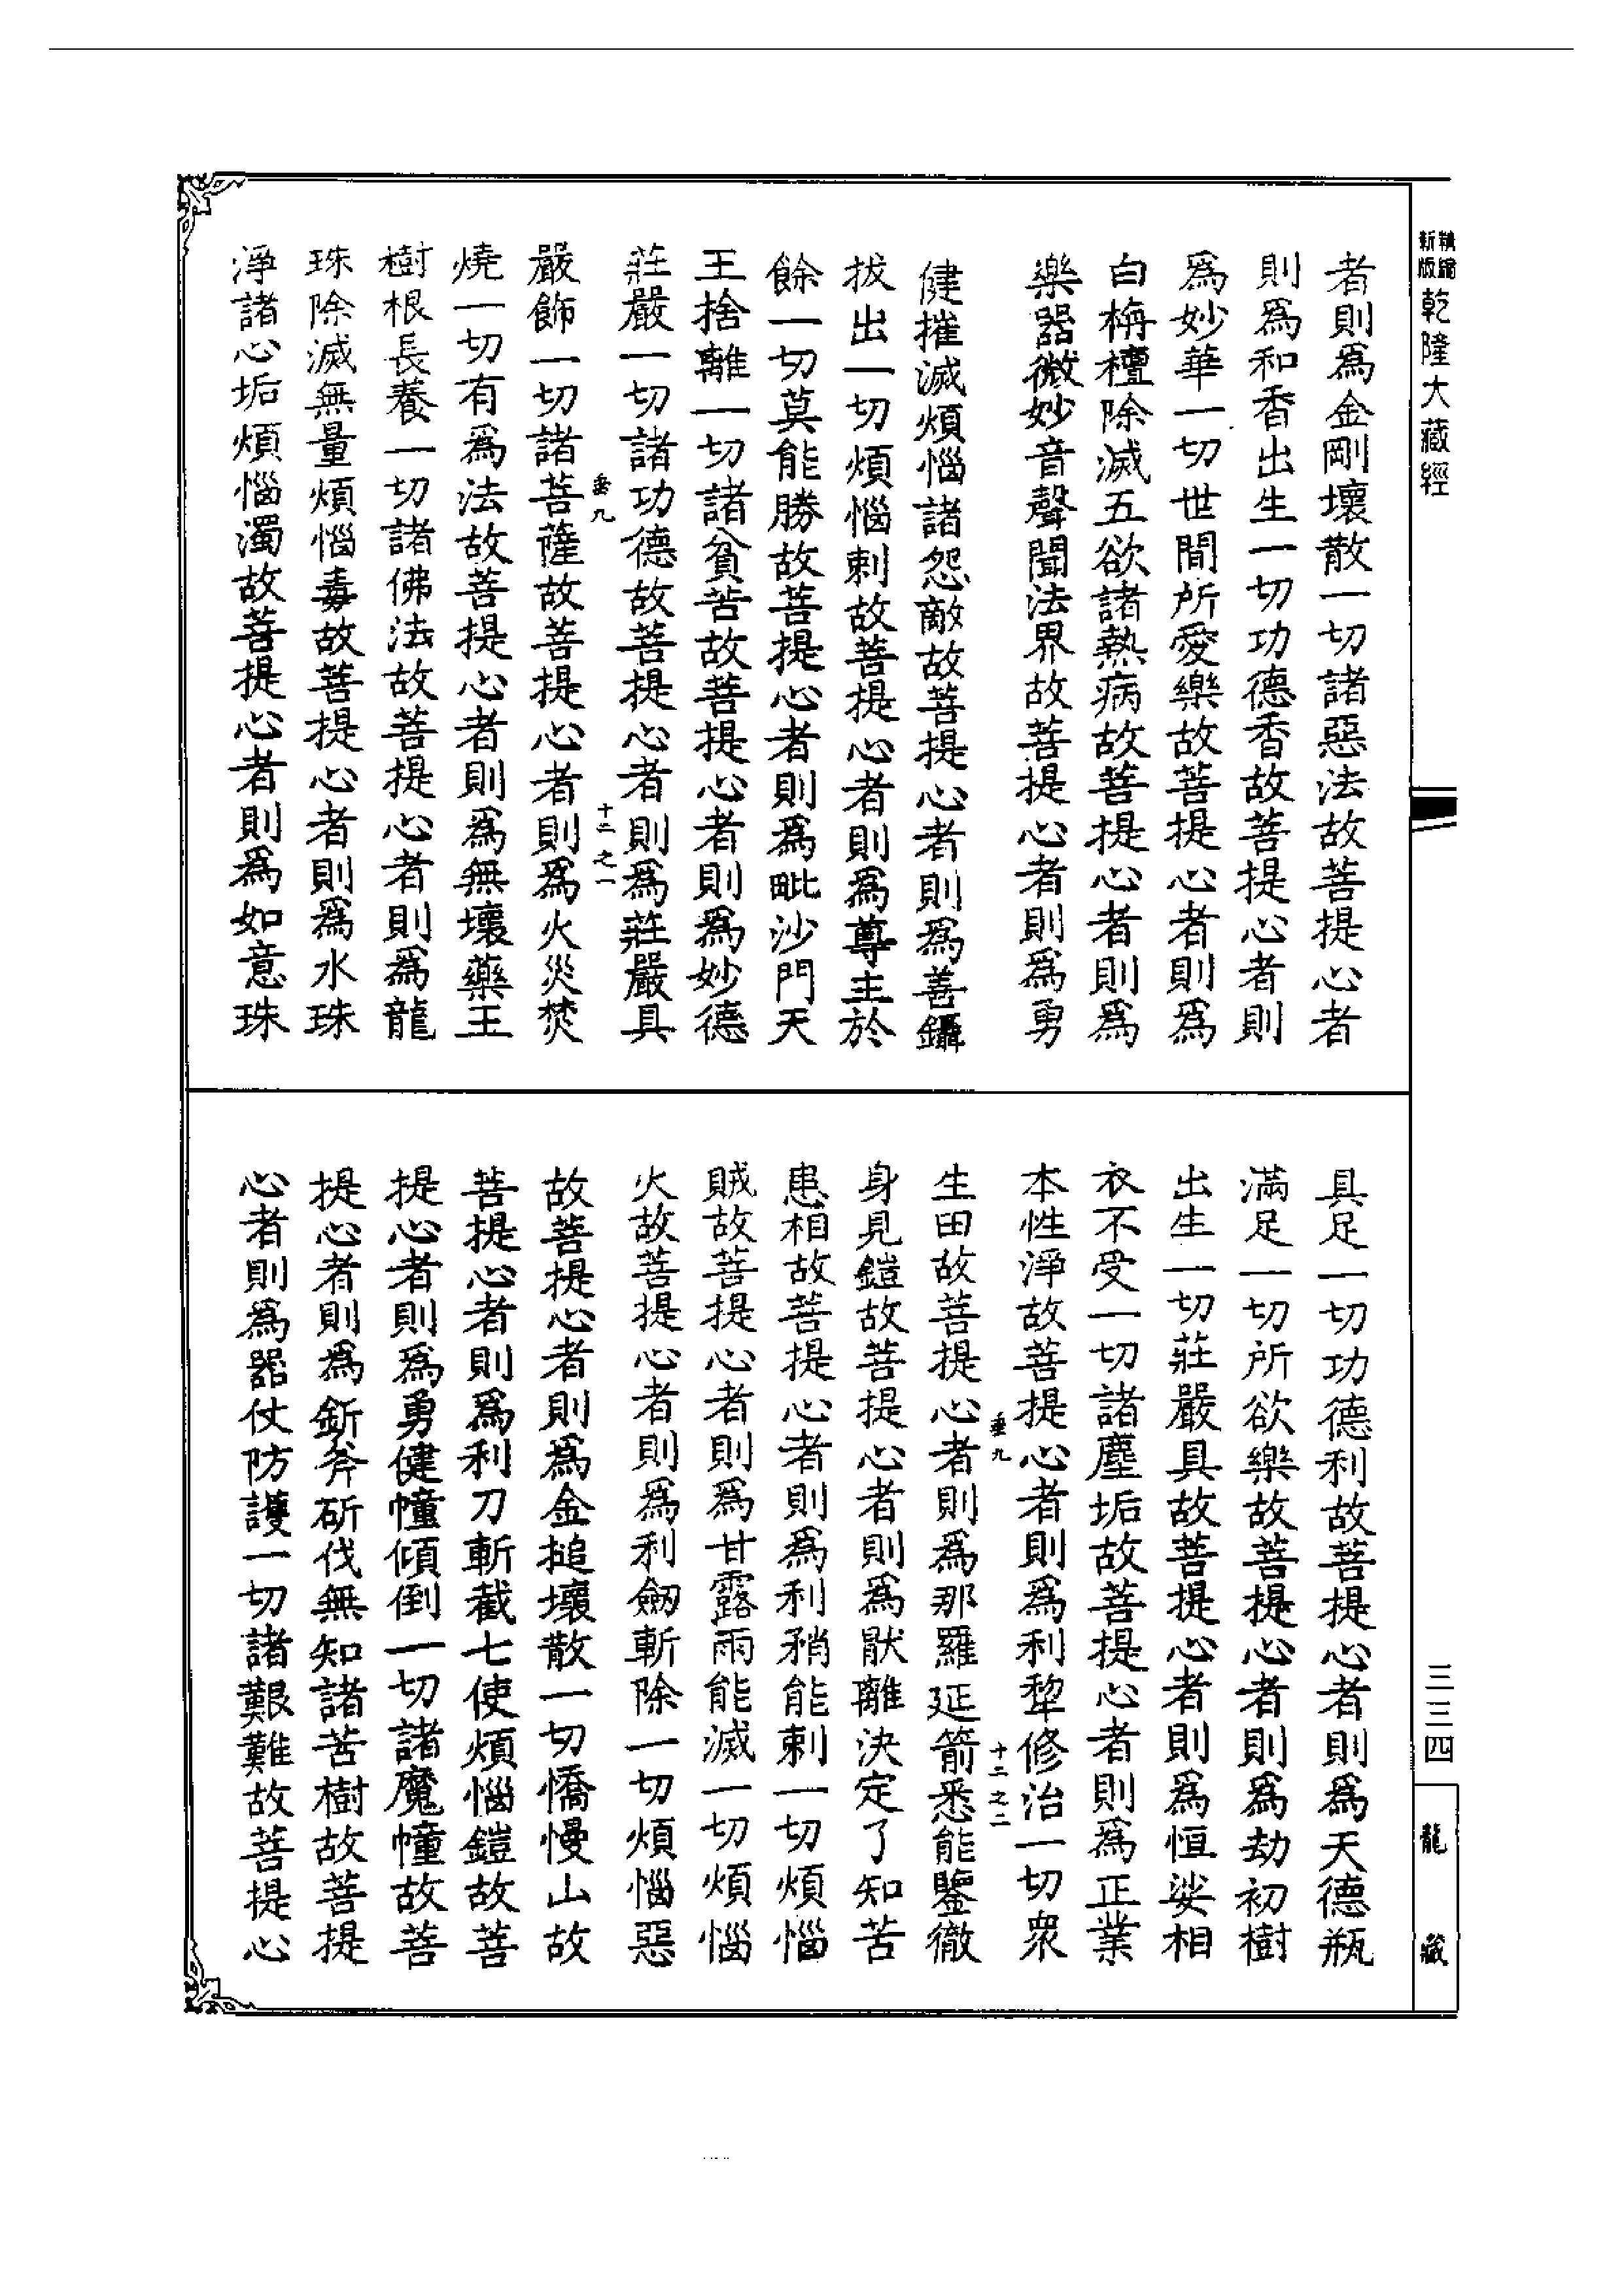 精縮新版乾隆大藏經
者則爲金剛壞散一切諸惡法故菩提心者
則爲和香出生一切功德香故菩提心者則
爲妙華一切世間所愛樂故菩提心者則爲
白栴檀除滅五欲諸熱病故菩提心者則爲
樂器微妙音聲聞法界故菩提心者則爲勇
健摧滅煩惱諸怨敵故菩提心者則爲善鑷
拔出一切煩惱刺故菩提心者則爲尊主於
餘一切莫能勝故菩提心者則爲毗沙門天
王捨離一切諸貧苦故菩提心者則爲妙德
莊嚴一切諸功德故菩提心者則爲莊嚴具
垂九
十二之一
嚴飾一切諸菩薩故菩提心者則爲火災焚
燒一切有爲法故菩提心者則爲無壞藥王
樹根長養一切諸佛法故菩提心者則爲龍
珠除滅無量煩惱毒故菩提心者則爲水珠
淨諸心垢煩惱濁故菩提心者則爲如意珠
具足一切功德利故菩提心者則爲天德瓶
滿足一切所欲樂故菩提心者則爲劫初樹
出生一切莊嚴具故菩提心者則爲恒娑相
衣不受一切諸塵垢故菩提心者則爲正業
本性淨故菩提心者則爲利犂修治一切衆
垂九
十二之二
生田故菩提心者則爲那羅延箭悉能鑒徹
身見鎧故菩提心者則爲猒離決定了知苦
患相故菩提心者則爲利矟能刺一切煩惱
賊故菩提心者則爲甘露雨能滅一切煩惱
火故菩提心者則爲利劒斬除一切煩惱惡
故菩提心者則爲金槌壞散一切憍慢山故
菩提心者則爲利刀斬截七使煩惱鎧故菩
提心者則爲勇健幢傾倒一切諸魔幢故菩
提心者則爲釿斧斫伐無知諸苦樹故菩提
心者則爲器仗防護一切諸艱難故菩提心
三三四
龍藏